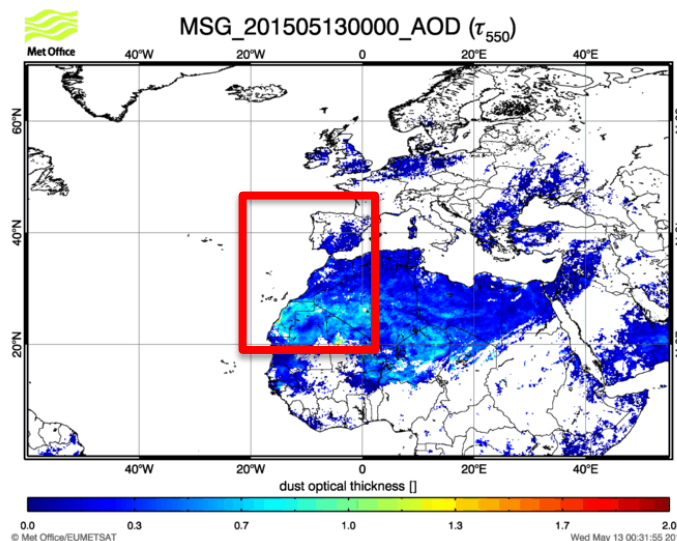 MSG_201505130000_AOD (τ550)
Met Office
40°W 20°W 0 20°E 40°E
60°N
40°N
20°N
40°W 20°W 0 20°E 40°E
dust optical thickness []
0.0 0.3 0.7 1.0 1.3 1.7 2.0
© Met Office/EUMETSAT Wed May 13 00:31:55 20